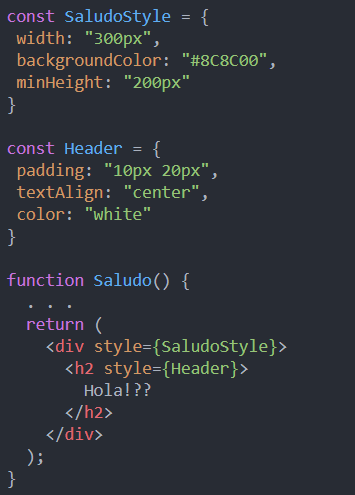 const SaludoStyle = {
 width: "300px",
 backgroundColor: "#8C8C00",
 minHeight: "200px"
}

const Header = {
 padding: "10px 20px",
 textAlign: "center",
 color: "white"
}

function Saludo() {
  . . .
  return (
    <div style={SaludoStyle}>
      <h2 style={Header}>
        Hola!??
      </h2>
    </div>
  );
}